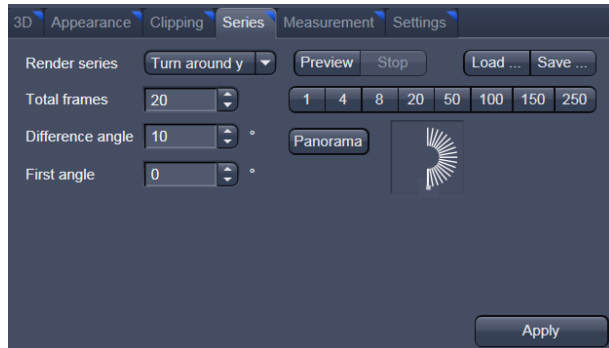 3D Appearance Clipping Series Measurement Settings
Render series Turn around y Preview Stop Load ... Save ...
Total frames 20 1 4 8 20 50 100 150 250
Difference angle 10 ° Panorama
First angle 0 °
Apply